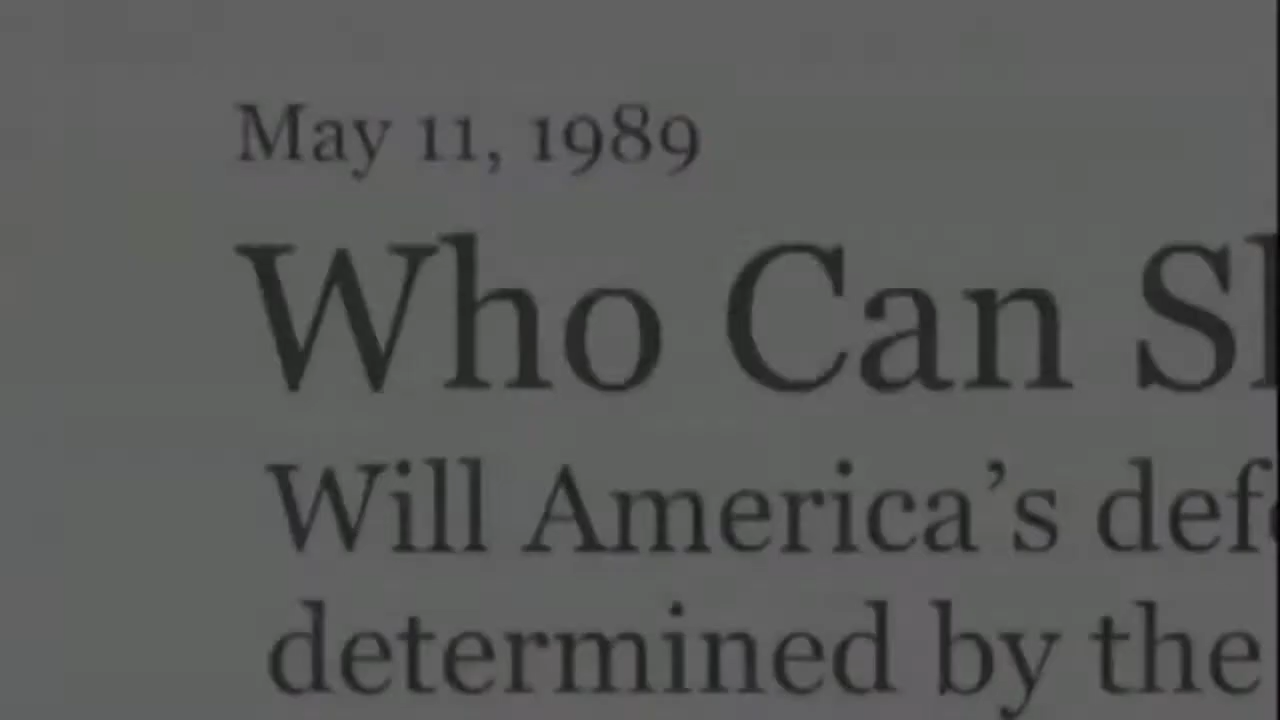 May 11, 1989
Who Can
Will America's
determined by the